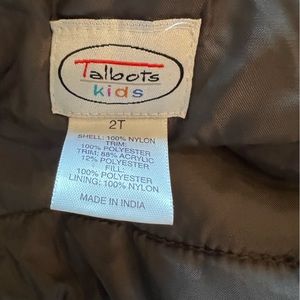 Talbots
kids
2T
SHELL: 100% NYLON
TRIM:
100% POLYESTER
TRIM: 88% ACRYLIC
12% POLYESTER
FILL:
100% POLYESTER
LINING: 100% NYLON
MADE IN INDIA